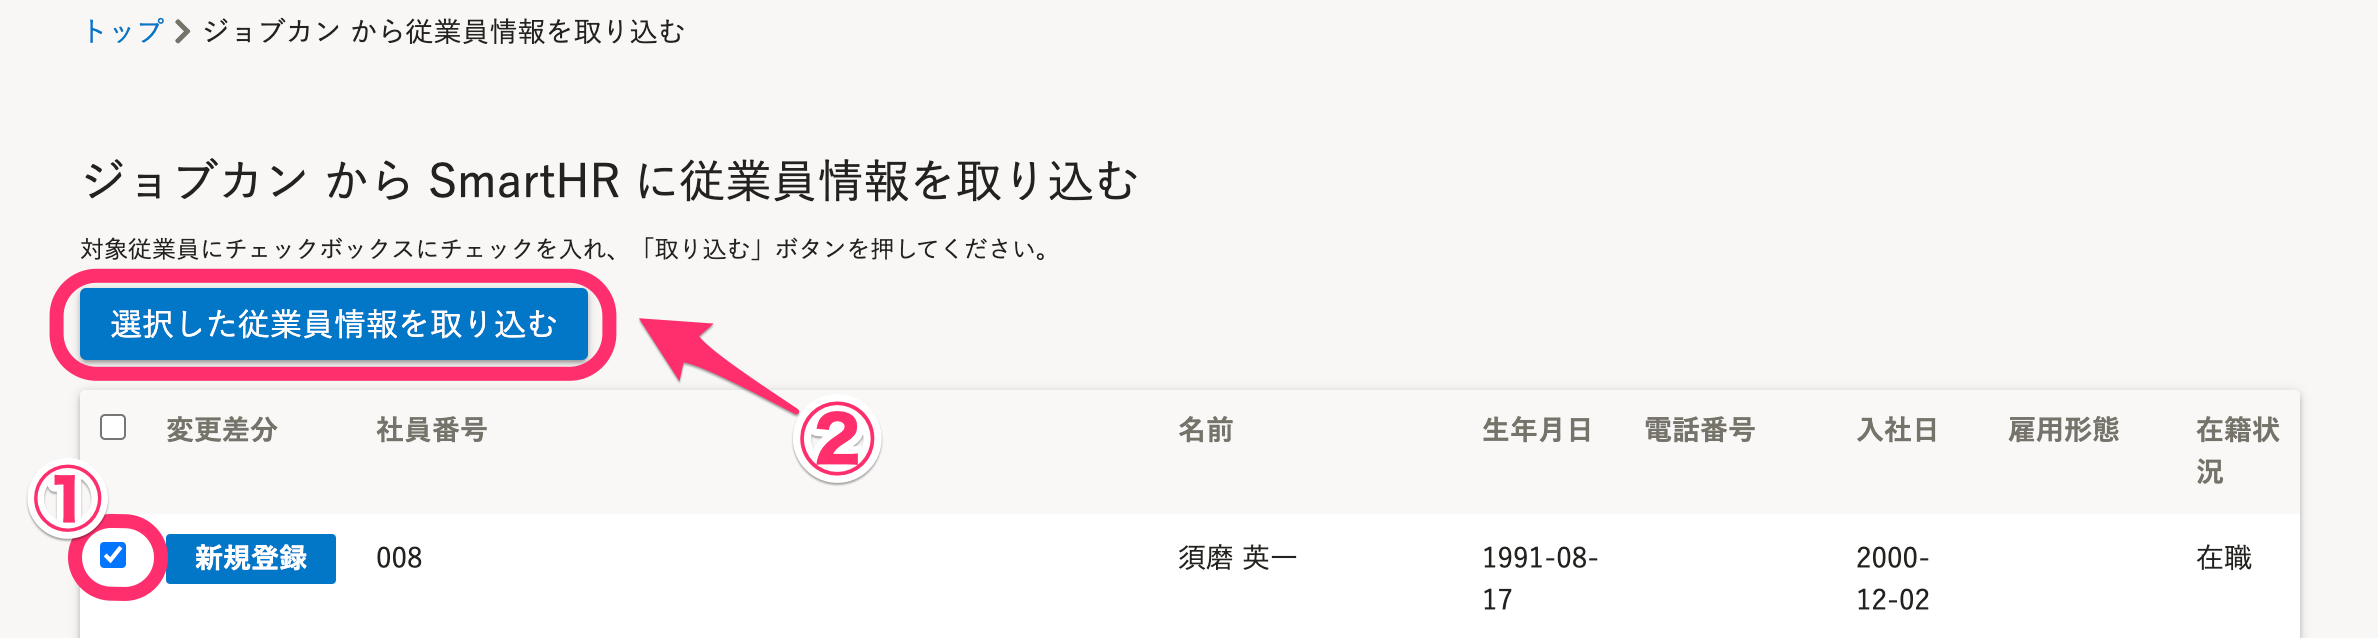 トップ > ジョブカン から従業員情報を取り込む
ジョブカン から SmartHR に従業員情報を取り込む
対象従業員にチェックボックスにチェックを入れ、「取り込む」ボタンを押してください。
選択した従業員情報を取り込む
②
変更差分 社員番号 名前 生年月日 電話番号 入社日 雇用形態 在籍状
況
①
新規登録 008 須磨 英一 1991-08- 2000- 在職
17 12-02